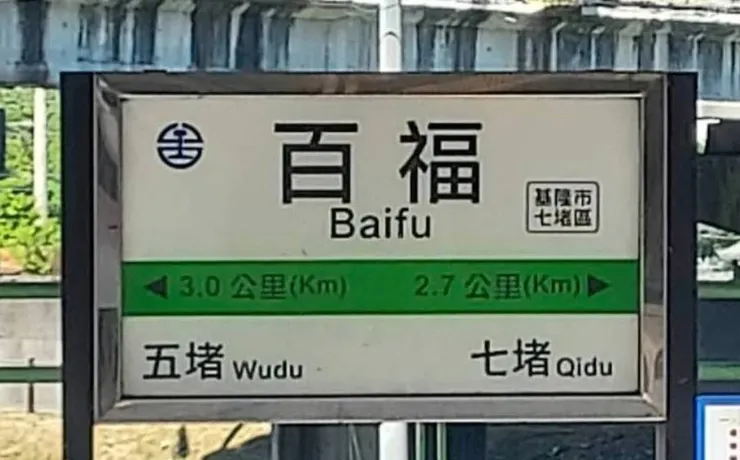 百福
Baifu
基隆市
七堵區
◀ 3.0 公里(Km) 2.7 公里(Km) ▶
五堵 Wudu 七堵 Qidu